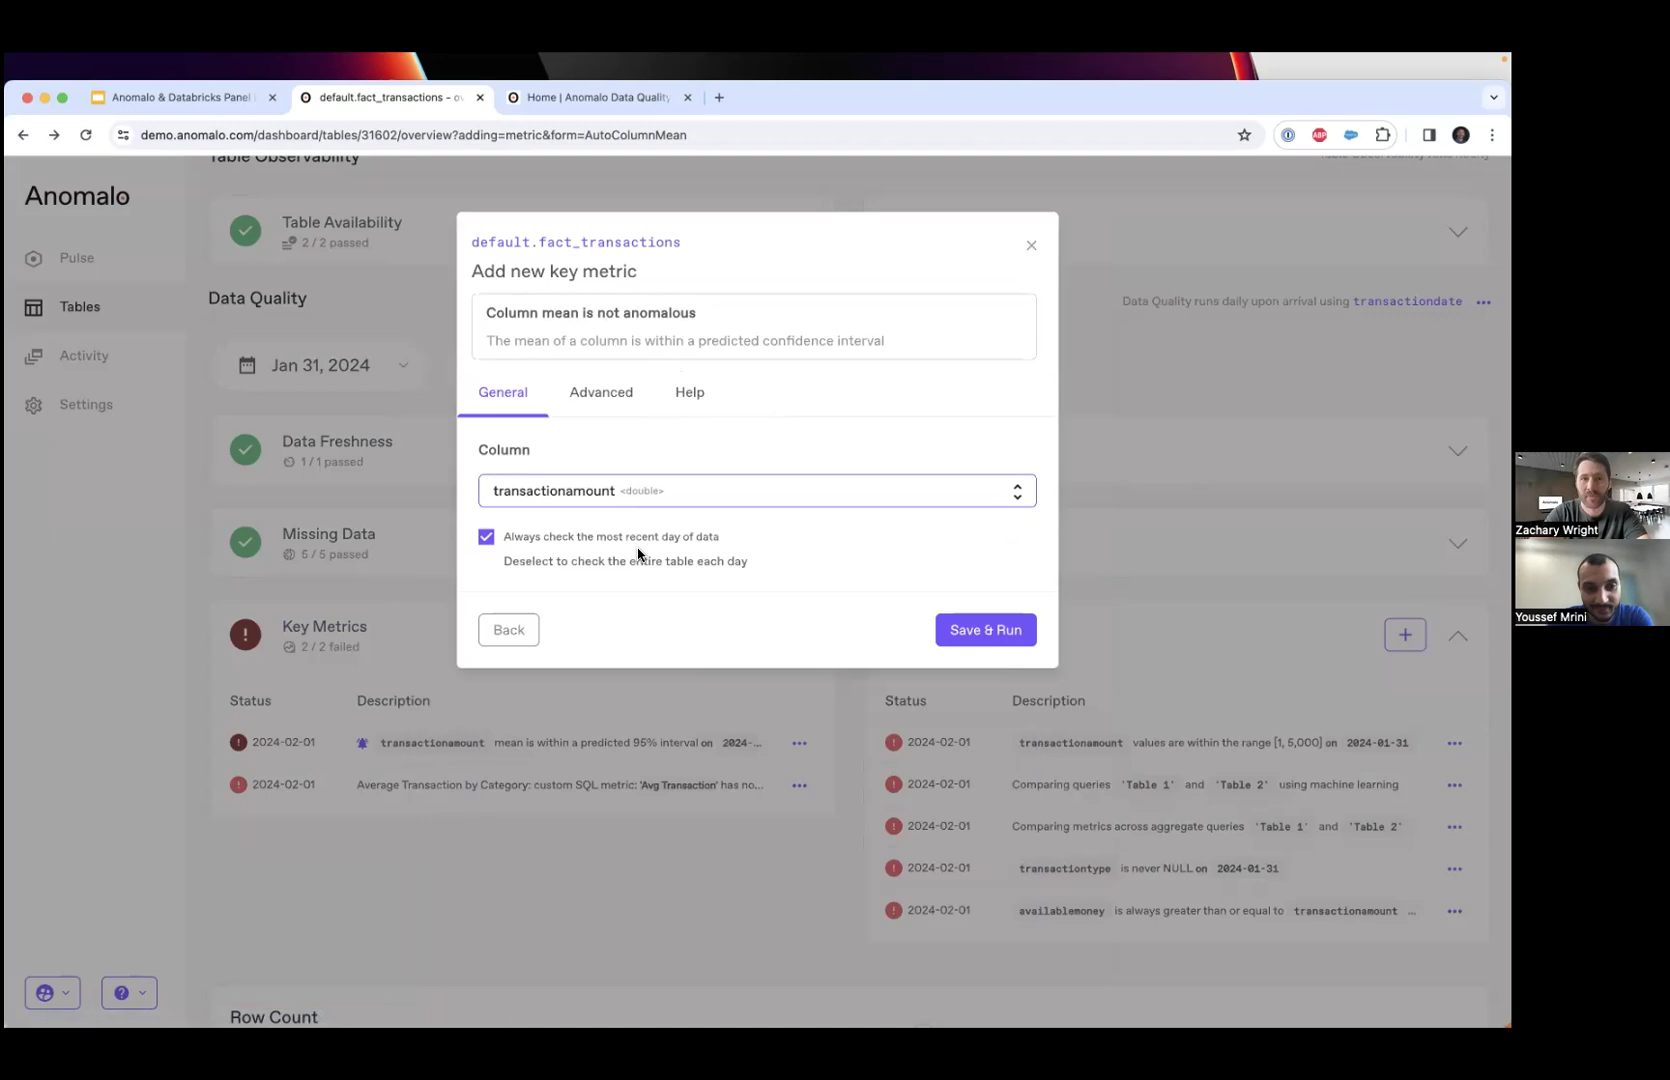 Anomalo & Databricks Panel
default.fact_transactions - ov
Home | Anomalo Data Quality
demo.anomalo.com/dashboard/tables/31602/overview?adding=metric&form=AutoColumnMean
ABP
Table Observability
Anomalo
Pulse
Tables
Activity
Settings
Table Availability
2 / 2 passed
Data Quality
Data Quality runs daily upon arrival using transactiondate
Jan 31, 2024
Data Freshness
1 / 1 passed
Missing Data
5 / 5 passed
Key Metrics
2 / 2 failed
default.fact_transactions
Add new key metric
Column mean is not anomalous
The mean of a column is within a predicted confidence interval
General
Advanced
Help
Column
transactionamount <double>
Always check the most recent day of data
Deselect to check the entire table each day
Back
Save & Run
Status Description
2024-02-01 transactionamount mean is within a predicted 95% interval on 2024-...
2024-02-01 Average Transaction by Category: custom SQL metric: 'Avg Transaction' has no...
Status Description
2024-02-01 transactionamount values are within the range [1, 5,000] on 2024-01-31
2024-02-01 Comparing queries 'Table 1' and 'Table 2' using machine learning
2024-02-01 Comparing metrics across aggregate queries 'Table 1' and 'Table 2'
2024-02-01 transactiontype is never NULL on 2024-01-31
2024-02-01 availablemoney is always greater than or equal to transactionamount ...
Row Count
Zachary Wright
Youssef Mrini